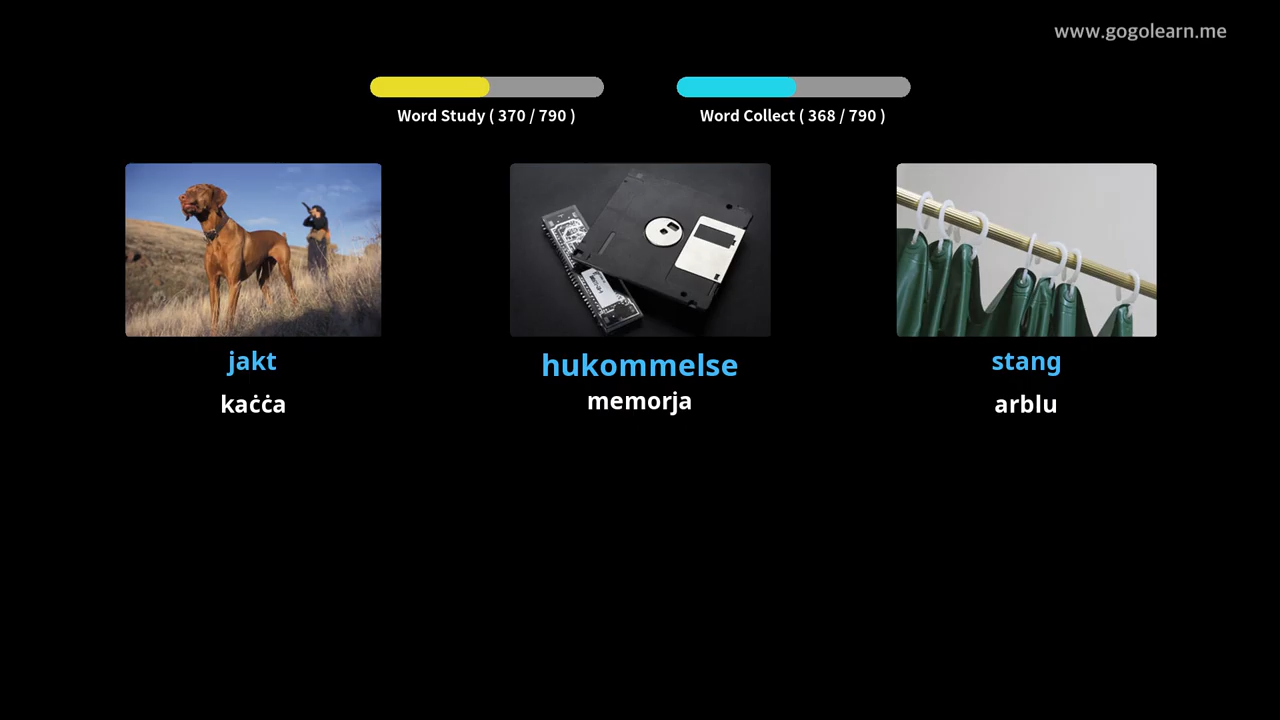 www.gogolearn.me
Word Study ( 370 / 790 )
Word Collect ( 368 / 790 )
jakt
kaċċa
hukommelse
memorja
stang
arblu